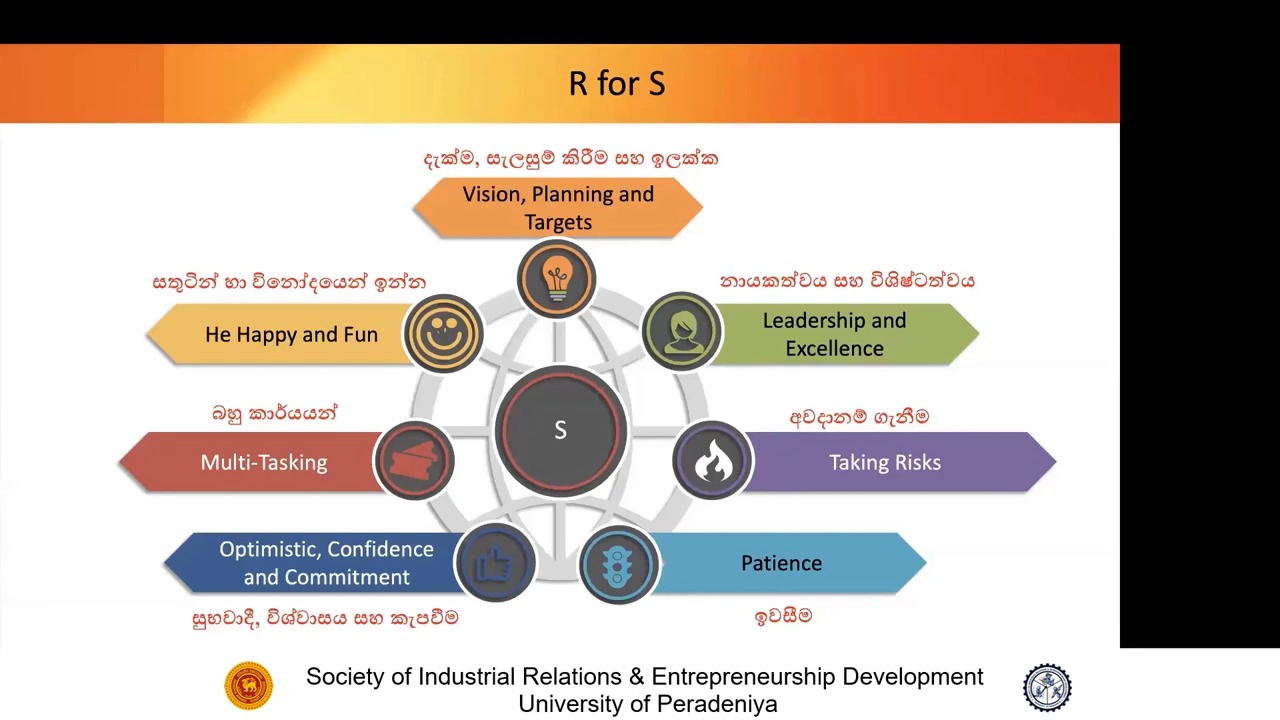 R for S
දැක්ම, සැලසුම් කිරීම සහ ඉලක්ක
Vision, Planning and
Targets
සතුටින් හා විනෝදයෙන් ඉන්න
He Happy and Fun
නායකත්වය සහ විශිෂ්ටත්වය
Leadership and
Excellence
S
බහු කාර්යයන්
Multi-Tasking
අවදානම් ගැනීම
Taking Risks
Optimistic, Confidence
and Commitment
සුභවාදී, විශ්වාසය සහ කැපවීම
Patience
ඉවසීම
Society of Industrial Relations & Entrepreneurship Development
University of Peradeniya